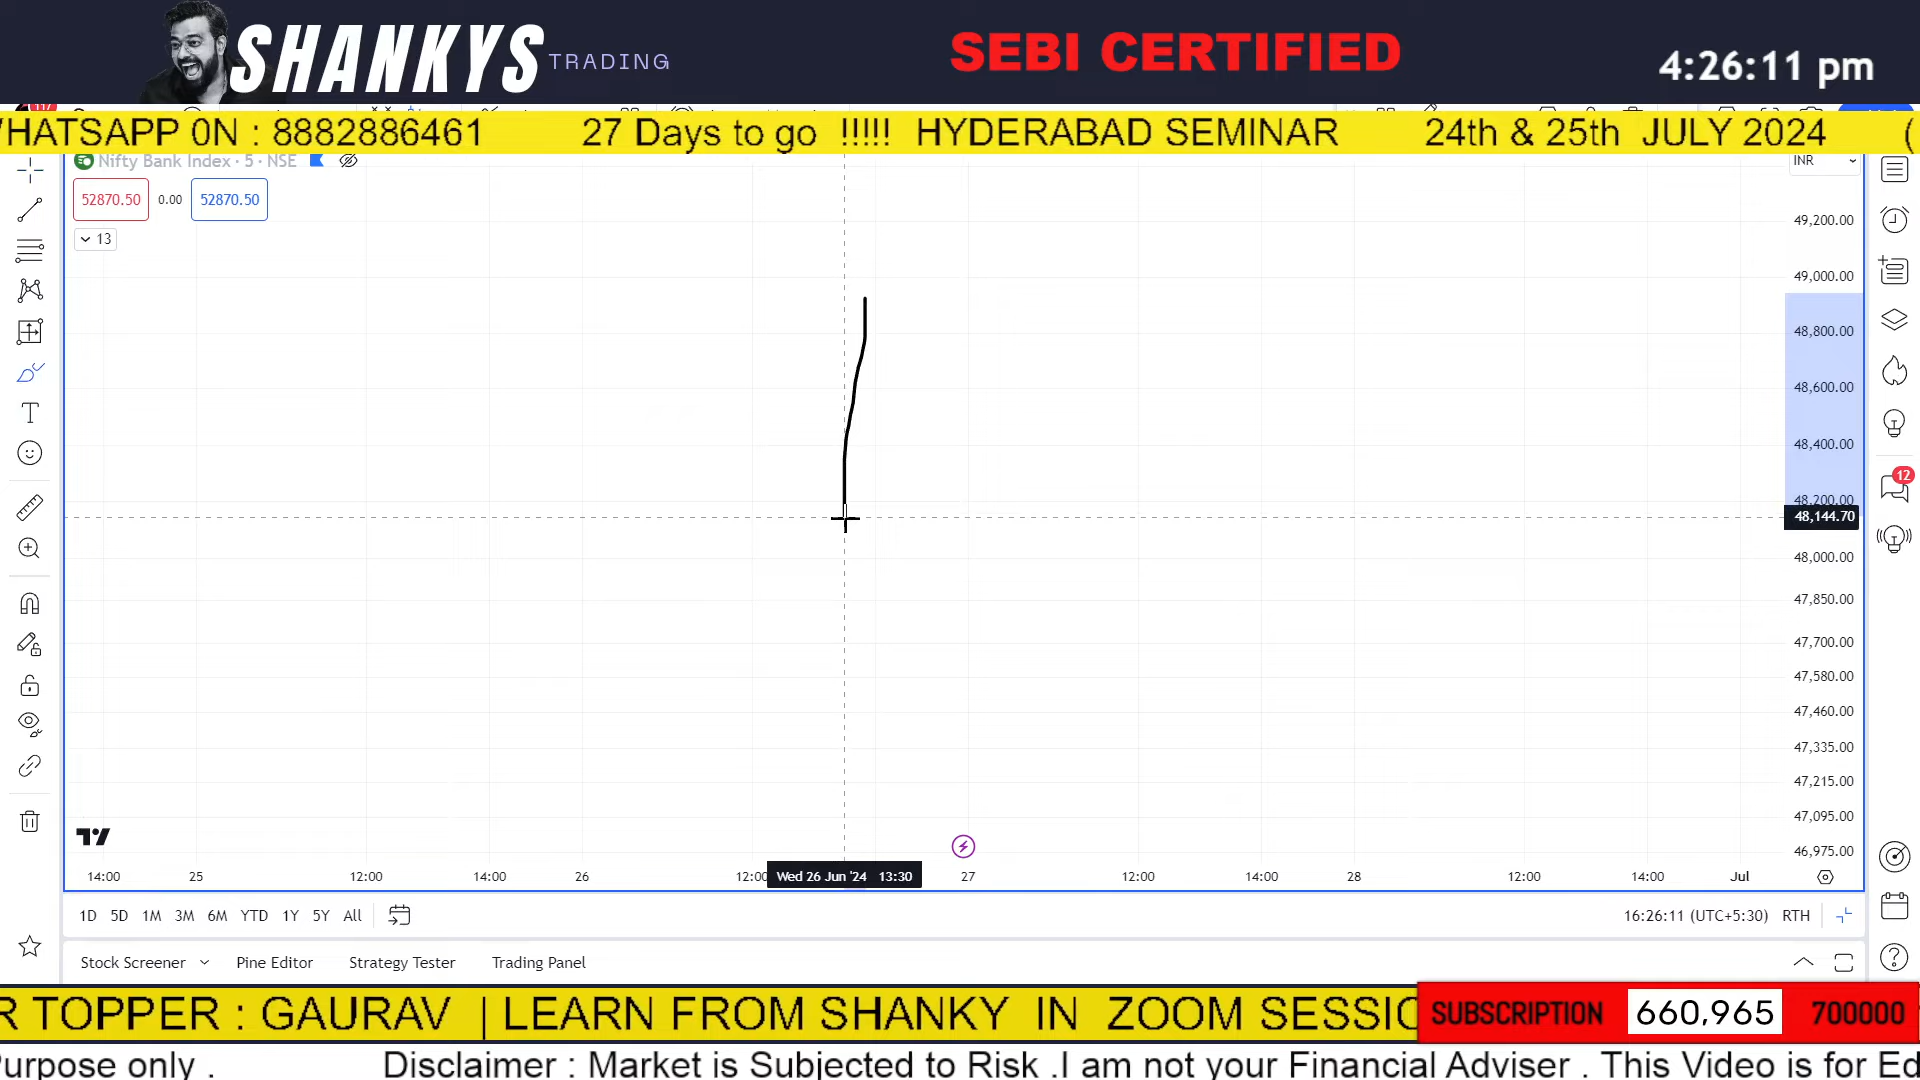 SHANKYS
TRADING
SEBI CERTIFIED
4:26:11 pm
117
WHATSAPP 0N : 8882886461 27 Days to go !!!!! HYDERABAD SEMINAR 24th & 25th JULY 2024 (
Nifty Bank Index · 5 · NSE
INR
52870.50 0.00 52870.50
13
49,200.00
49,000.00
48,800.00
48,600.00
48,400.00
48,200.00
48,144.70
48,000.00
47,850.00
47,700.00
47,580.00
47,460.00
47,335.00
47,215.00
47,095.00
46,975.00
12
14:00 25 12:00 14:00 26 12:00 Wed 26 Jun '24 13:30 27 12:00 14:00 28 12:00 14:00 Jul
1D 5D 1M 3M 6M YTD 1Y 5Y All
16:26:11 (UTC+5:30) RTH
Stock Screener Pine Editor Strategy Tester Trading Panel
R TOPPER : GAURAV | LEARN FROM SHANKY IN ZOOM SESSIO
SUBSCRIPTION 660,965 700000
Purpose only . Disclaimer : Market is Subjected to Risk .I am not your Financial Adviser . This Video is for Ed